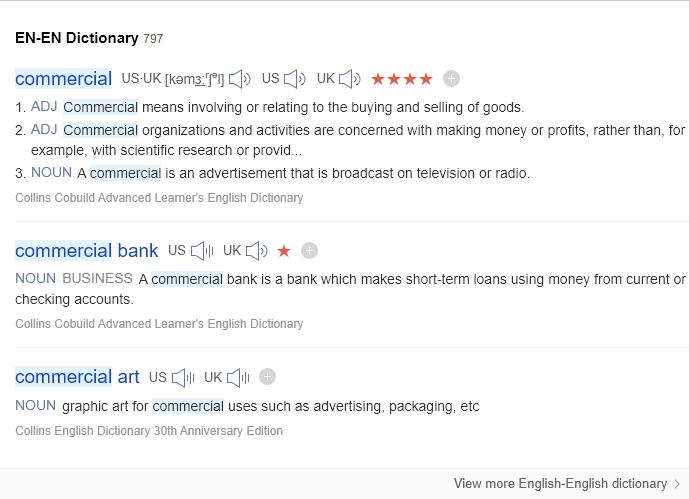 EN-EN Dictionary 797
commercial US·UK [kəmɜːʳʃəl] US UK ★★★★
1. ADJ Commercial means involving or relating to the buying and selling of goods.
2. ADJ Commercial organizations and activities are concerned with making money or profits, rather than, for
example, with scientific research or provid...
3. NOUN A commercial is an advertisement that is broadcast on television or radio.
Collins Cobuild Advanced Learner's English Dictionary
commercial bank US UK ★
NOUN BUSINESS A commercial bank is a bank which makes short-term loans using money from current or
checking accounts.
Collins Cobuild Advanced Learner's English Dictionary
commercial art US UK
NOUN graphic art for commercial uses such as advertising, packaging, etc
Collins English Dictionary 30th Anniversary Edition
View more English-English dictionary